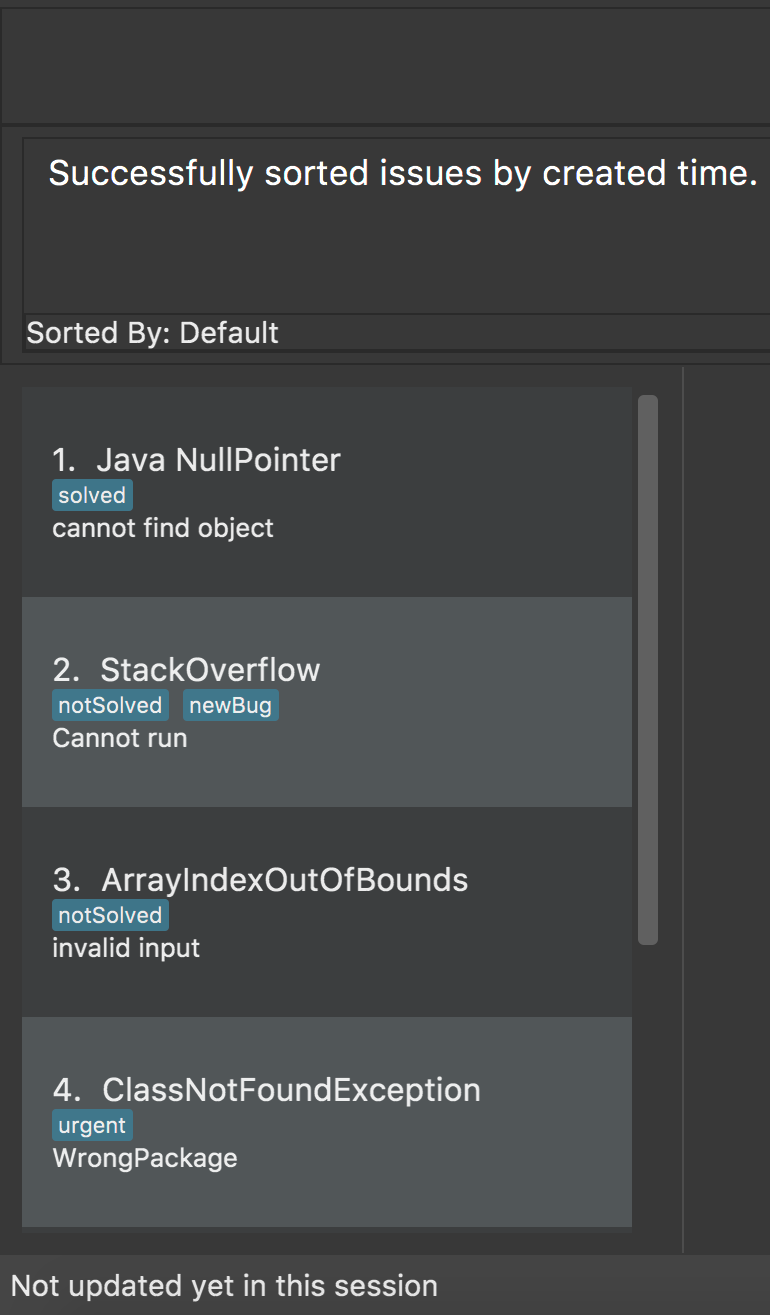 Successfully sorted issues by created time.
Sorted By: Default
1. Java NullPointer
solved
cannot find object
2. StackOverflow
notSolved newBug
Cannot run
3. ArrayIndexOutOfBounds
notSolved
invalid input
4. ClassNotFoundException
urgent
WrongPackage
Not updated yet in this session